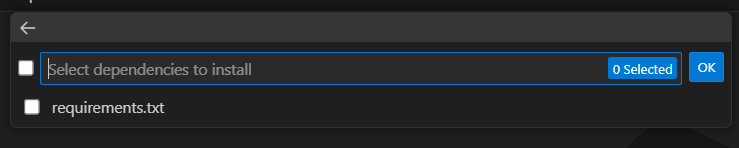 Select dependencies to install
0 Selected
OK
requirements.txt